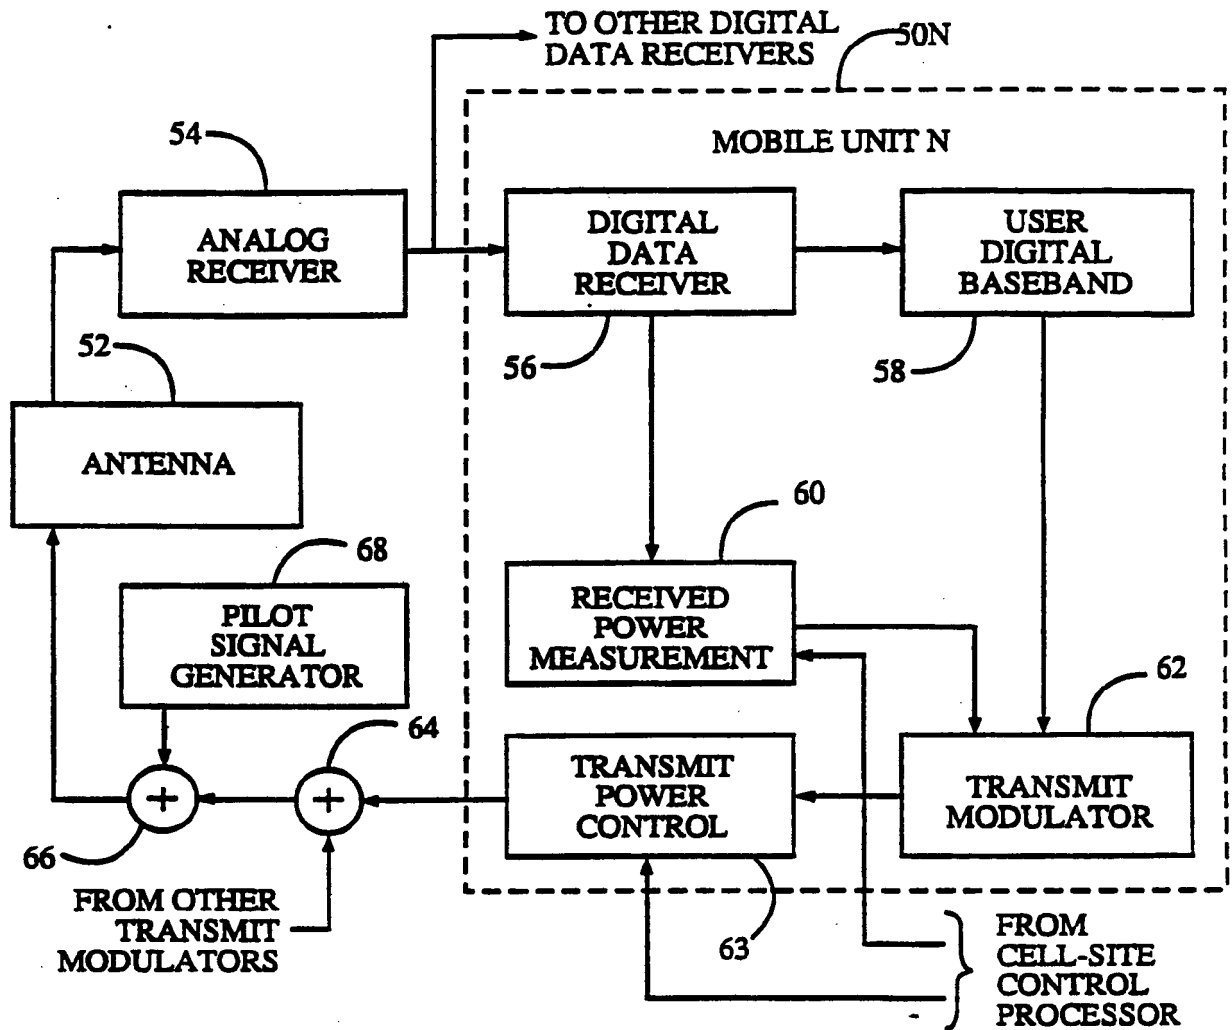 TO OTHER DIGITAL
DATA RECEIVERS
50N
MOBILE UNIT N
54
ANALOG
RECEIVER
DIGITAL
DATA
RECEIVER
USER
DIGITAL
BASEBAND
52
56
58
ANTENNA
60
68
RECEIVED
POWER
MEASUREMENT
PILOT
SIGNAL
GENERATOR
62
64
TRANSMIT
POWER
CONTROL
TRANSMIT
MODULATOR
+
+
66
FROM OTHER
TRANSMIT
MODULATORS
63
FROM
CELL-SITE
CONTROL
PROCESSOR